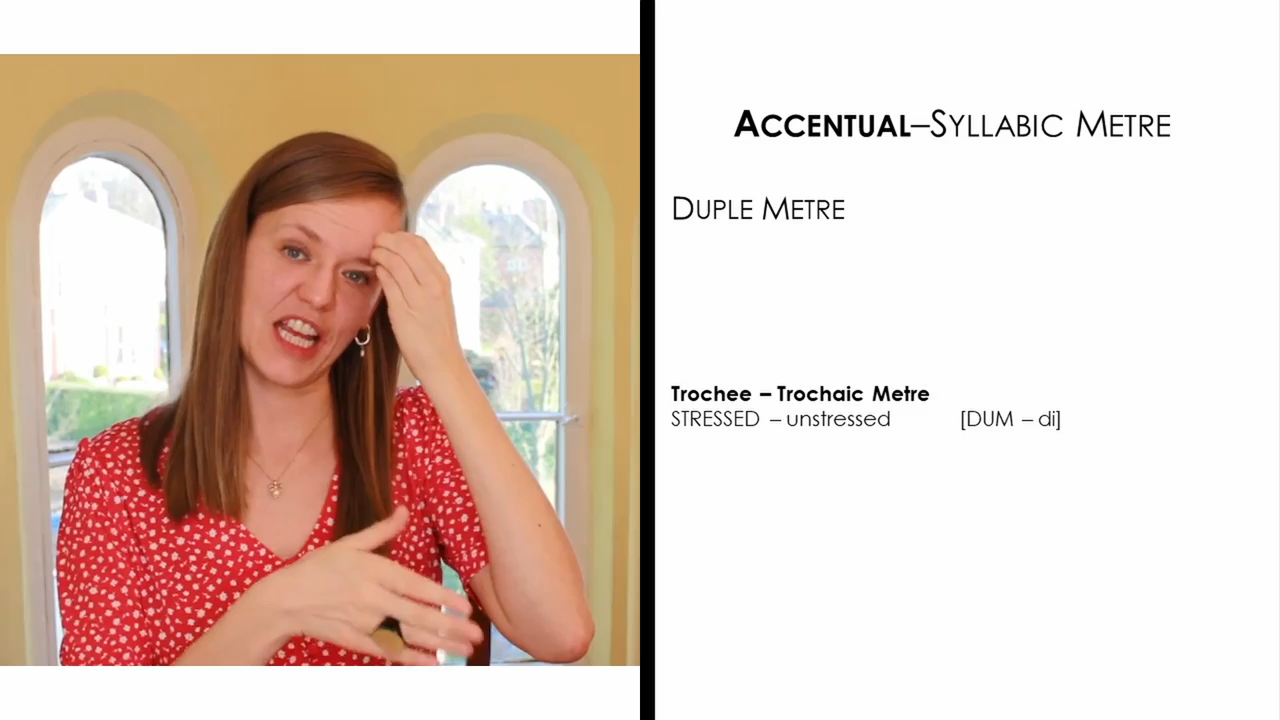 ACCENTUAL–SYLLABIC METRE
DUPLE METRE
Trochee – Trochaic Metre
STRESSED – unstressed [DUM – di]